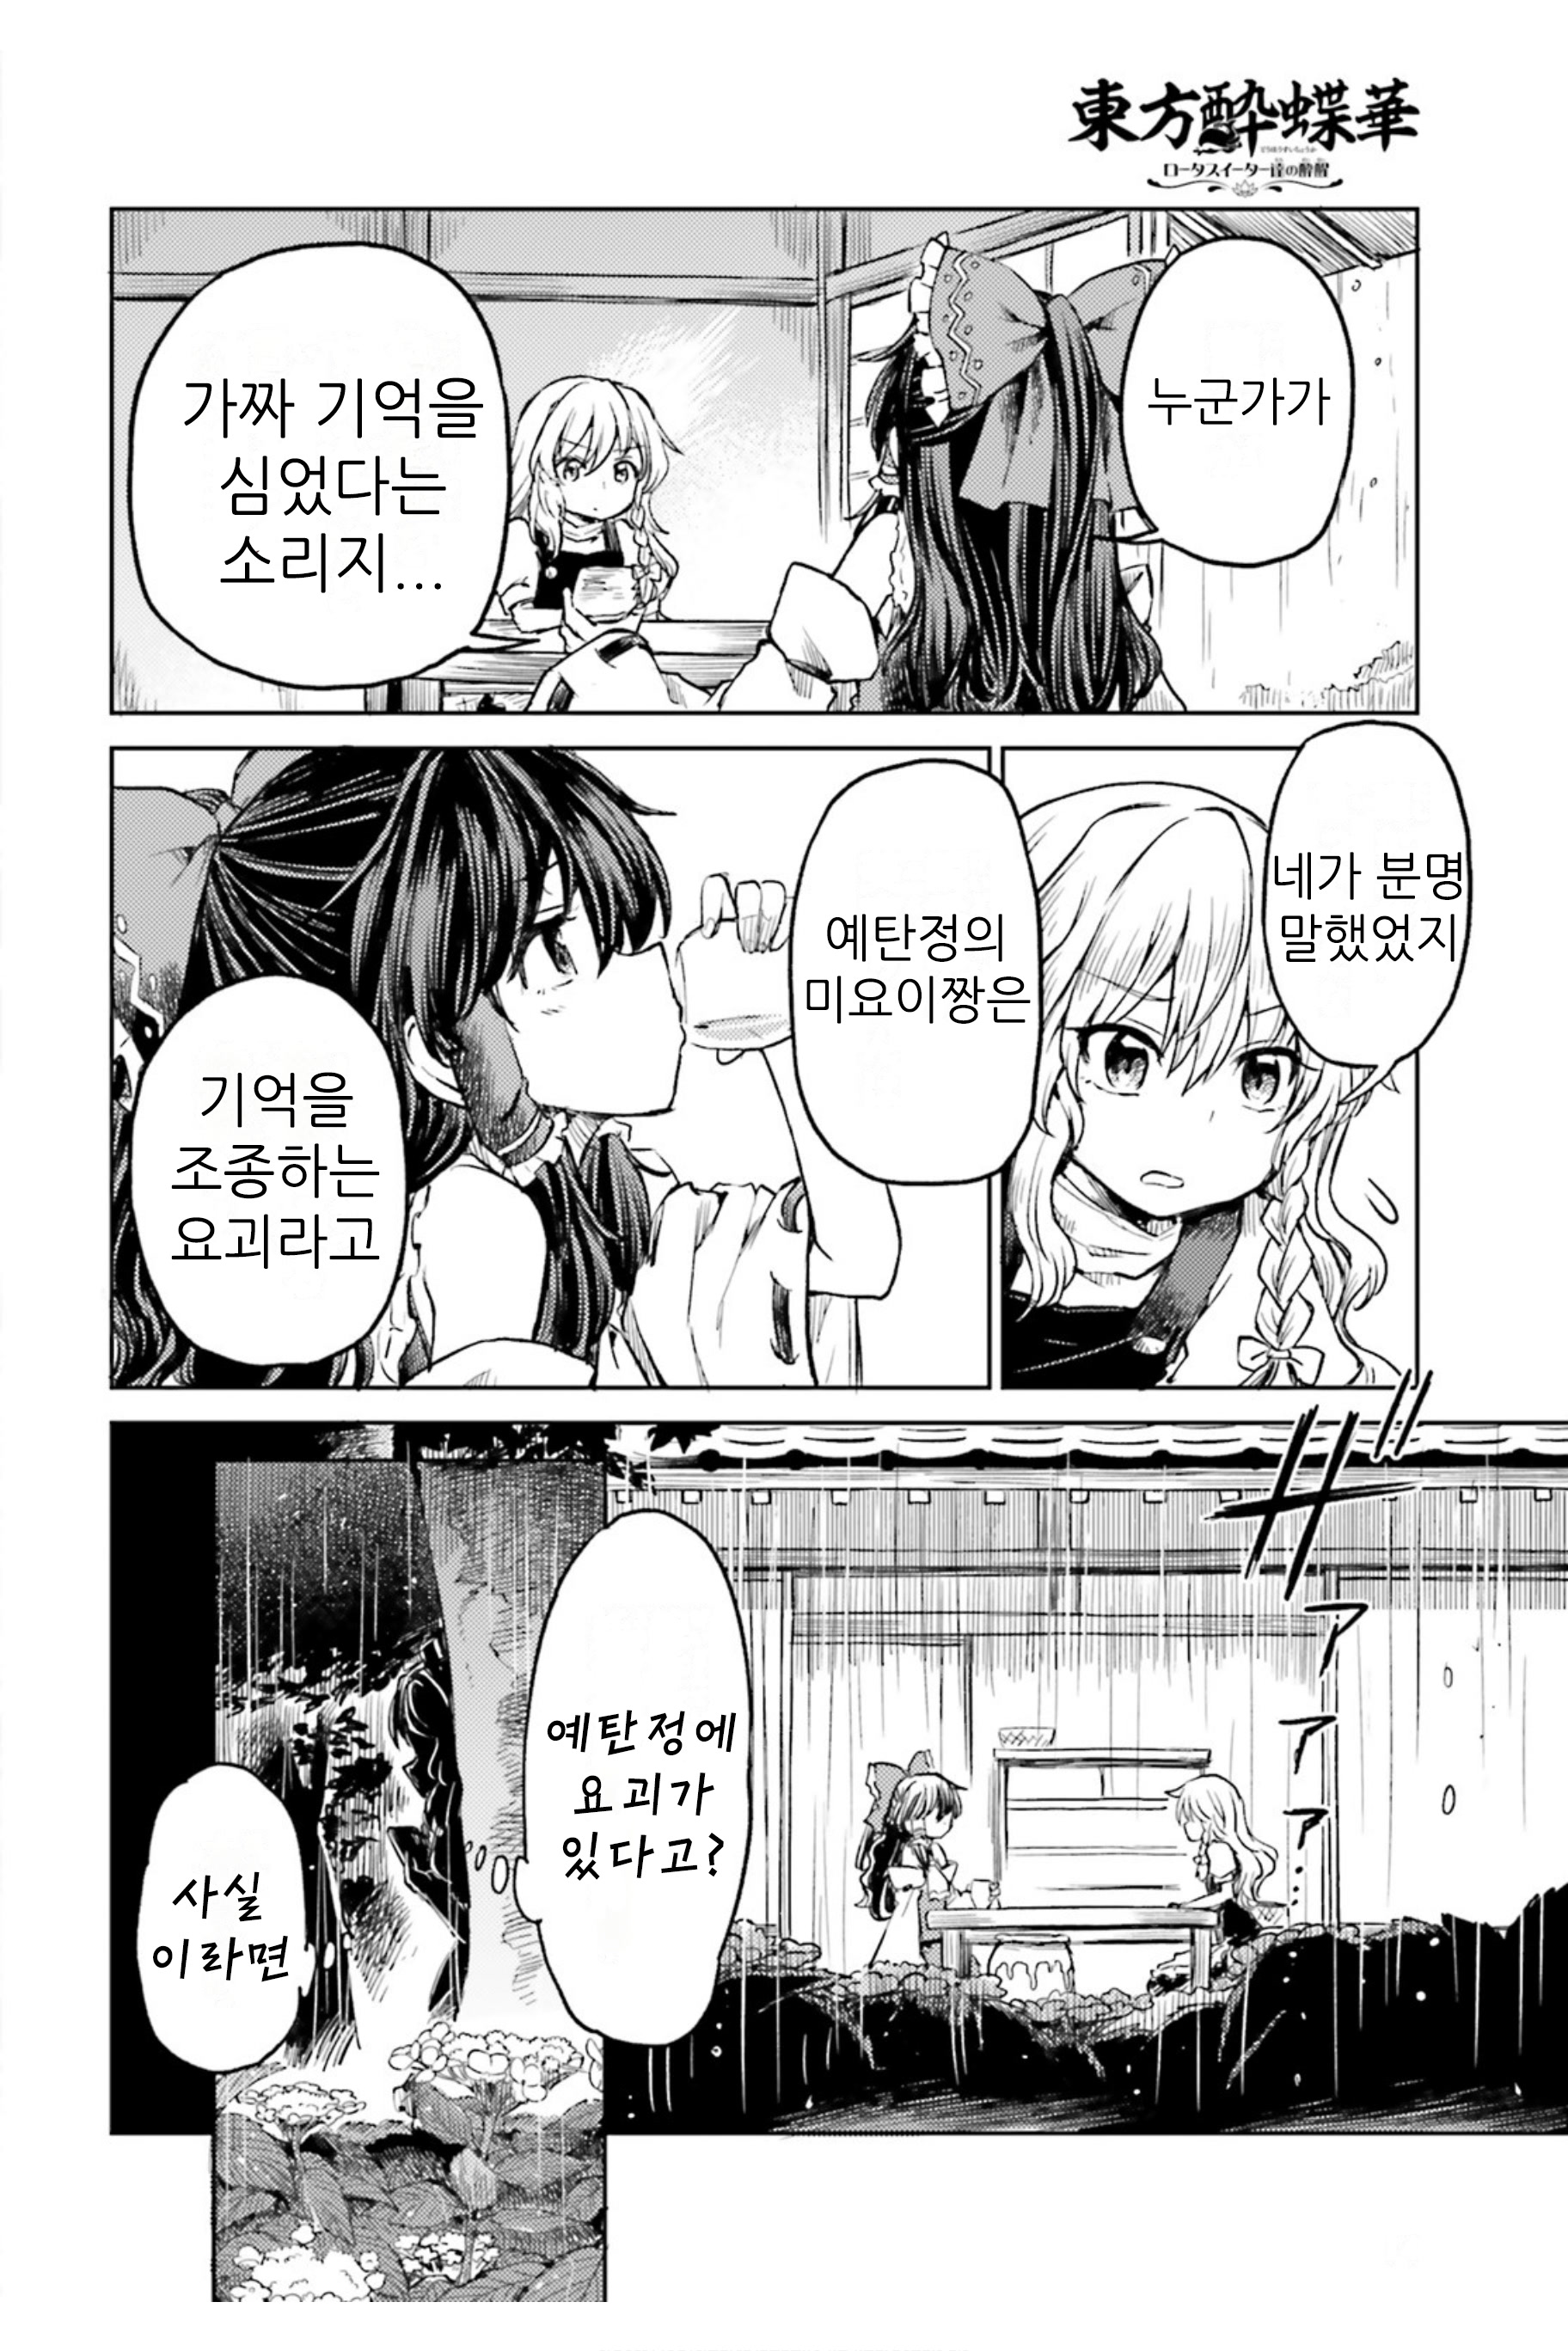 東方酔蝶華
ロータスイーター達の酔醒
누군가가
가짜 기억을
심었다는
소리지...
네가 분명
말했었지
예탄정의
미요이짱은
기억을
조종하는
요괴라고
ザアアア…
예탄정에
요괴가
있다고?
사실
이라면